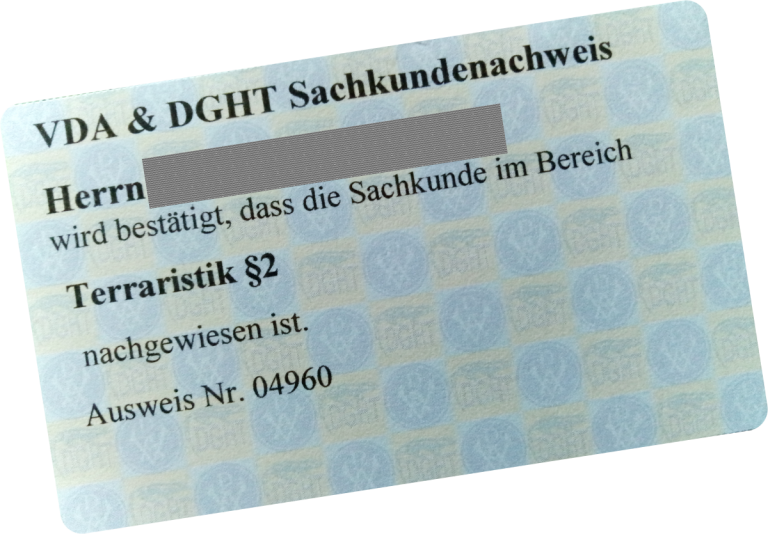 VDA & DGHT Sachkundenachweis
Herrn
wird bestätigt, dass die Sachkunde im Bereich
Terraristik §2
nachgewiesen ist.
Ausweis Nr. 04960